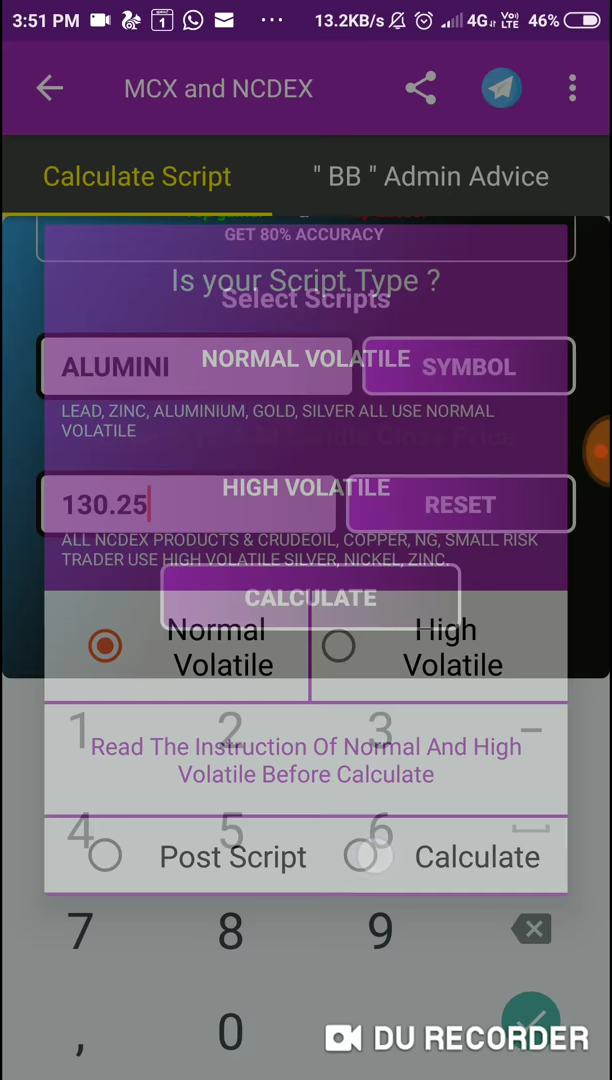 3:51 PM 1 ... 13.2KB/s 4G Vo) LTE 46%
MCX and NCDEX
Calculate Script " BB " Admin Advice
GET 80% ACCURACY
Is your Script Type ?
Select Scripts
ALUMINI NORMAL VOLATILE SYMBOL
LEAD, ZINC, ALUMINIUM, GOLD, SILVER ALL USE NORMAL
VOLATILE
130.25 HIGH VOLATILE RESET
ALL NCDEX PRODUCTS & CRUDEOIL, COPPER, NG, SMALL RISK
TRADER USE HIGH VOLATILE SILVER, NICKEL, ZINC.
CALCULATE
Normal High
Volatile Volatile
1 2 3 –
Read The Instruction Of Normal And High
Volatile Before Calculate
4 5 6
Post Script Calculate
7 8 9
, 0
DU RECORDER